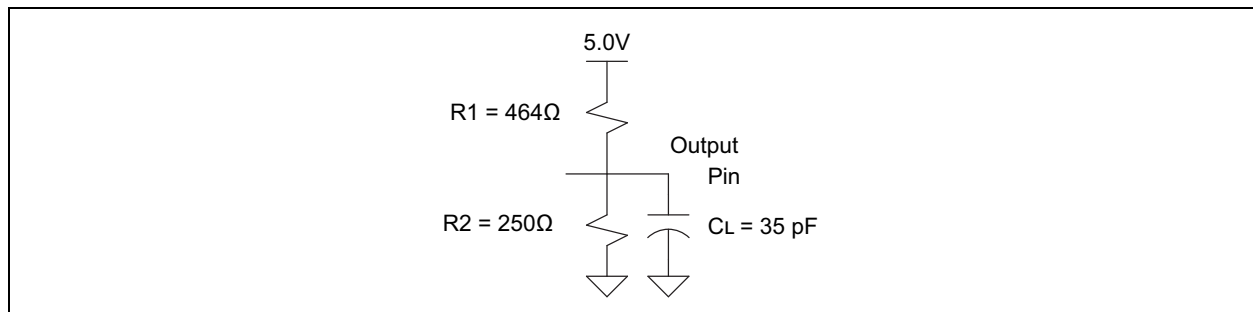 5.0V
R1 = 464Ω
Output
Pin
R2 = 250Ω
CL = 35 pF